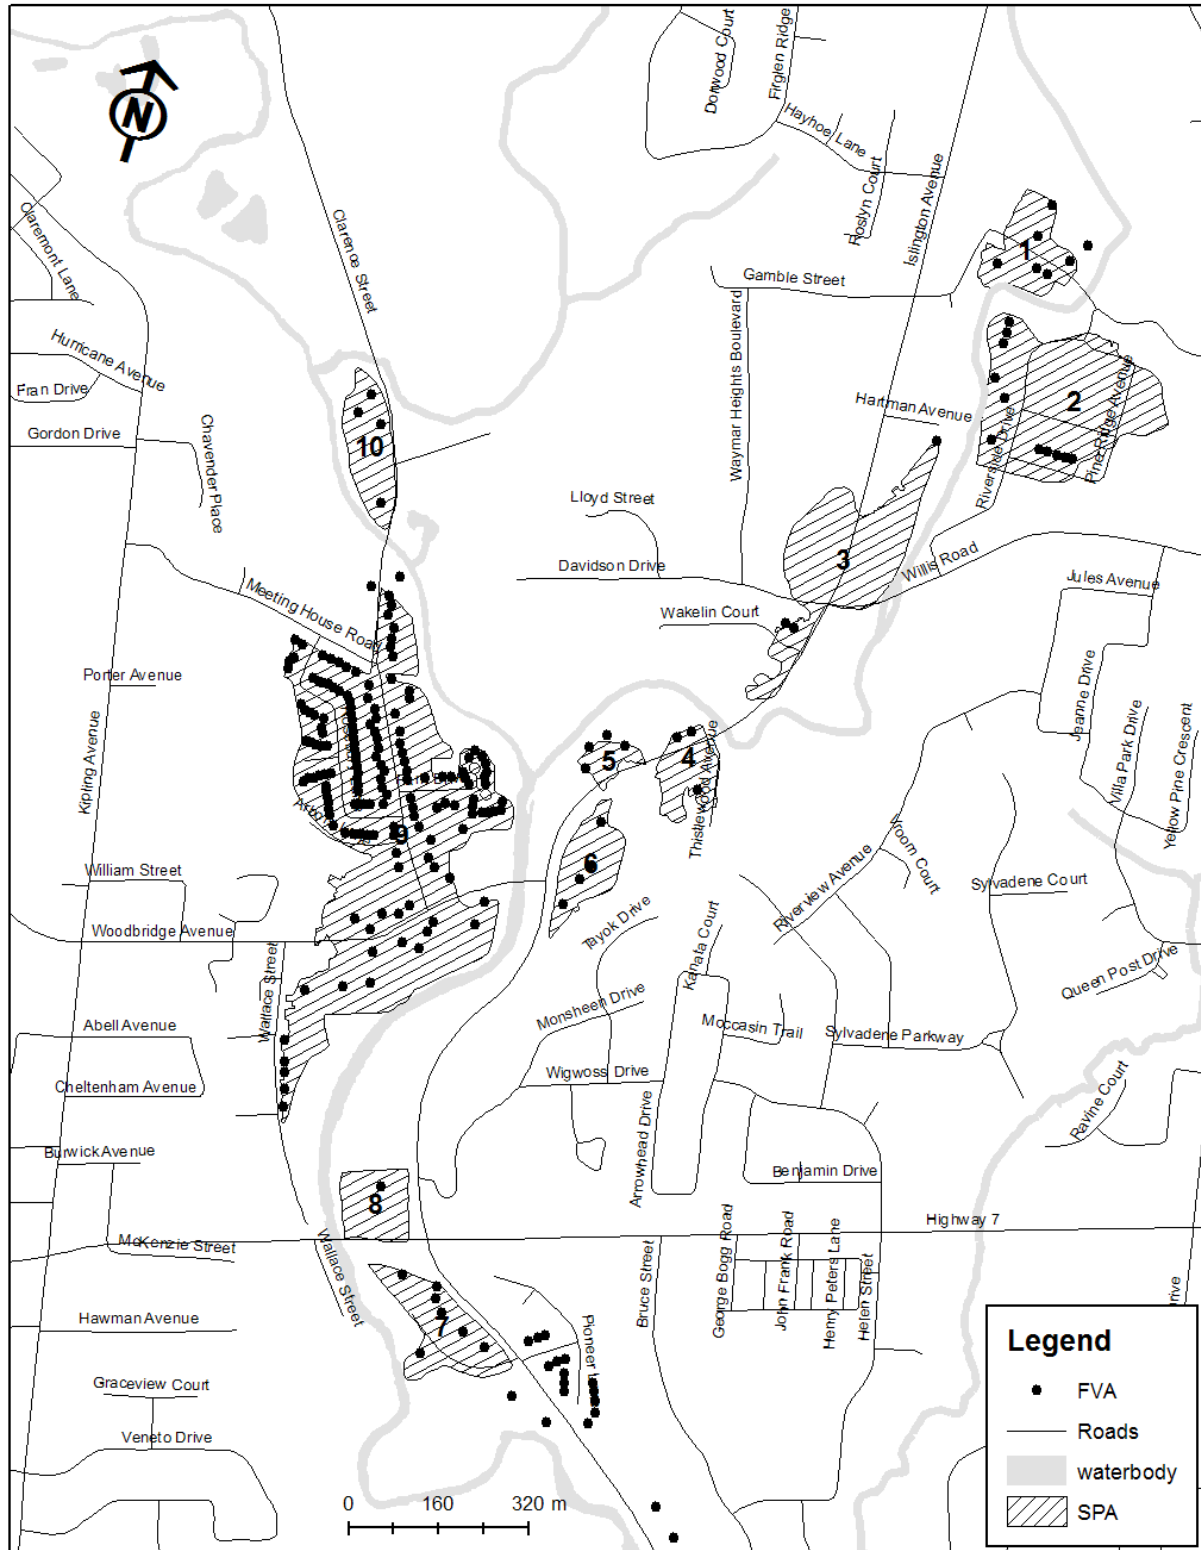 N
Dorwood Court
Firglen Ridge
Hayhoe Lane
Roslyn Court
Islington Avenue
Claremont Lane
Clarence Street
1
Gamble Street
Waymar Heights Boulevard
Hurricane Avenue
Fran Drive
Gordon Drive
Chavender Place
10
Hartman Avenue
2
Riverside Drive
Pine Ridge Avenue
Lloyd Street
Davidson Drive
3
Willis Road
Jules Avenue
Meeting House Road
Wakelin Court
Porter Avenue
Kipling Avenue
5
4
Thistlewood Avenue
Jeanne Drive
Villa Park Drive
Yellow Pine Crescent
9
6
William Street
Woodbridge Avenue
Wallace Street
Tayok Drive
Kanata Court
Riverview Avenue
Vroom Court
Sylvadene Court
Queen Post Drive
Abell Avenue
Monsheen Drive
Moccasin Trail
Sylvadene Parkway
Cheltenham Avenue
Wigwoss Drive
Arrowhead Drive
Ravine Court
Burwick Avenue
Benjamin Drive
8
Highway 7
McKenzie Street
Wallace Street
Bruce Street
George Bogg Road
John Frank Road
Henry Peters Lane
Helen Street
Hawman Avenue
7
Pioneer
Drive
Graceview Court
Veneto Drive
0 160 320 m
Legend
FVA
Roads
waterbody
SPA